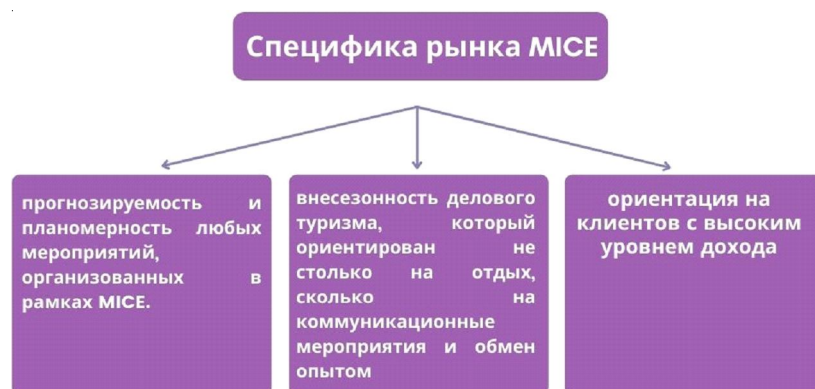 Специфика рынка MICE
прогнозируемость и
планомерность любых
мероприятий,
организованных в
рамках MICE.
внесезонность делового
туризма, который
ориентирован не
столько на отдых,
сколько на
коммуникационные
мероприятия и обмен
опытом
ориентация на
клиентов с высоким
уровнем дохода